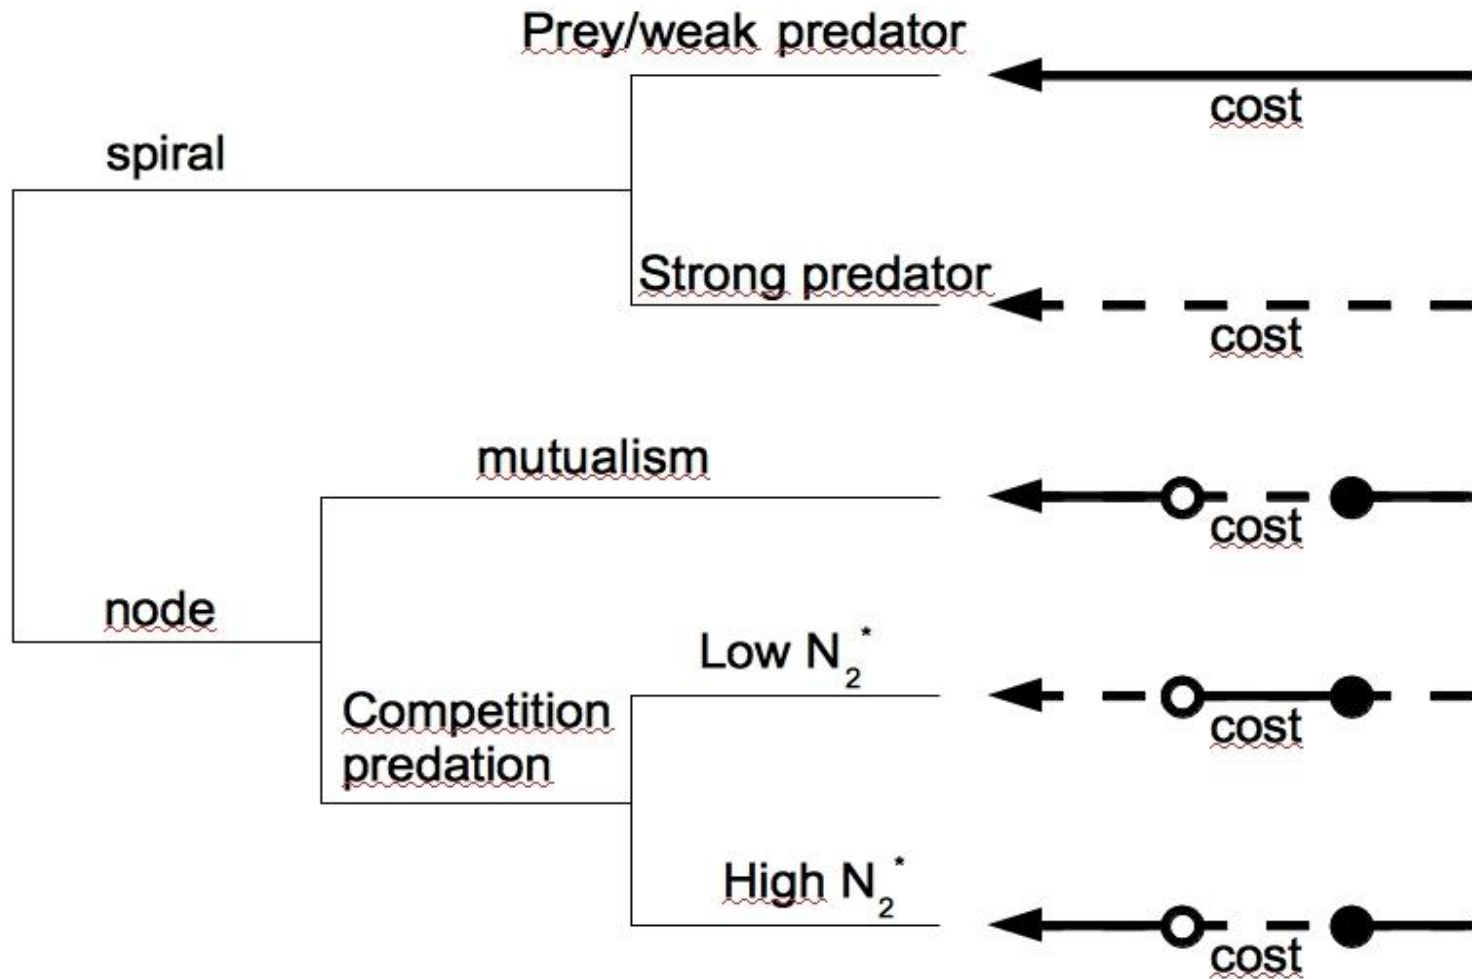 Prey/weak predator
cost
spiral
Strong predator
cost
mutualism
cost
node
Low N₂*
cost
Competition
predation
High N₂*
cost